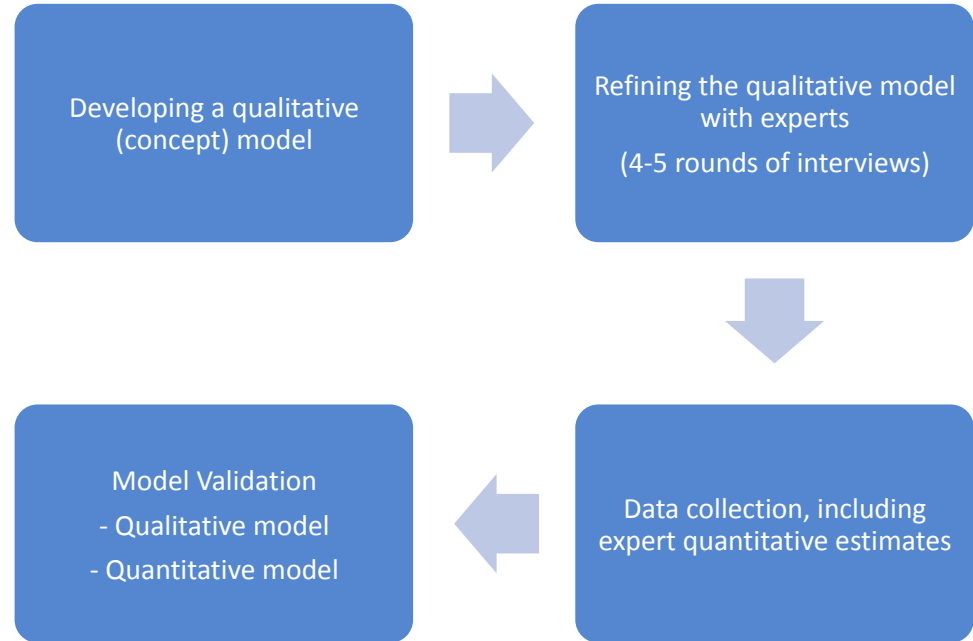 Developing a qualitative
(concept) model
Refining the qualitative model
with experts
(4-5 rounds of interviews)
Data collection, including
expert quantitative estimates
Model Validation
- Qualitative model
- Quantitative model